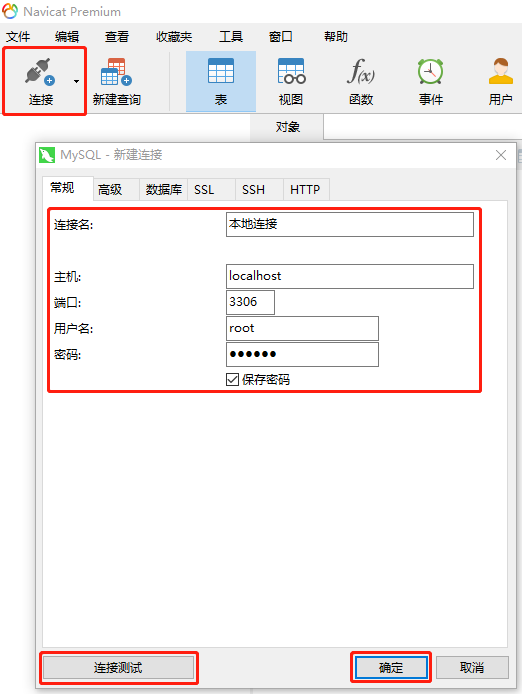 Navicat Premium
文件 编辑 查看 收藏夹 工具 窗口 帮助
连接 新建查询 表 视图 f(x) 函数 事件 用户
对象
MySQL - 新建连接
常规 高级 数据库 SSL SSH HTTP
连接名: 本地连接
主机: localhost
端口: 3306
用户名: root
密码: ●●●●●●
保存密码
连接测试 确定 取消